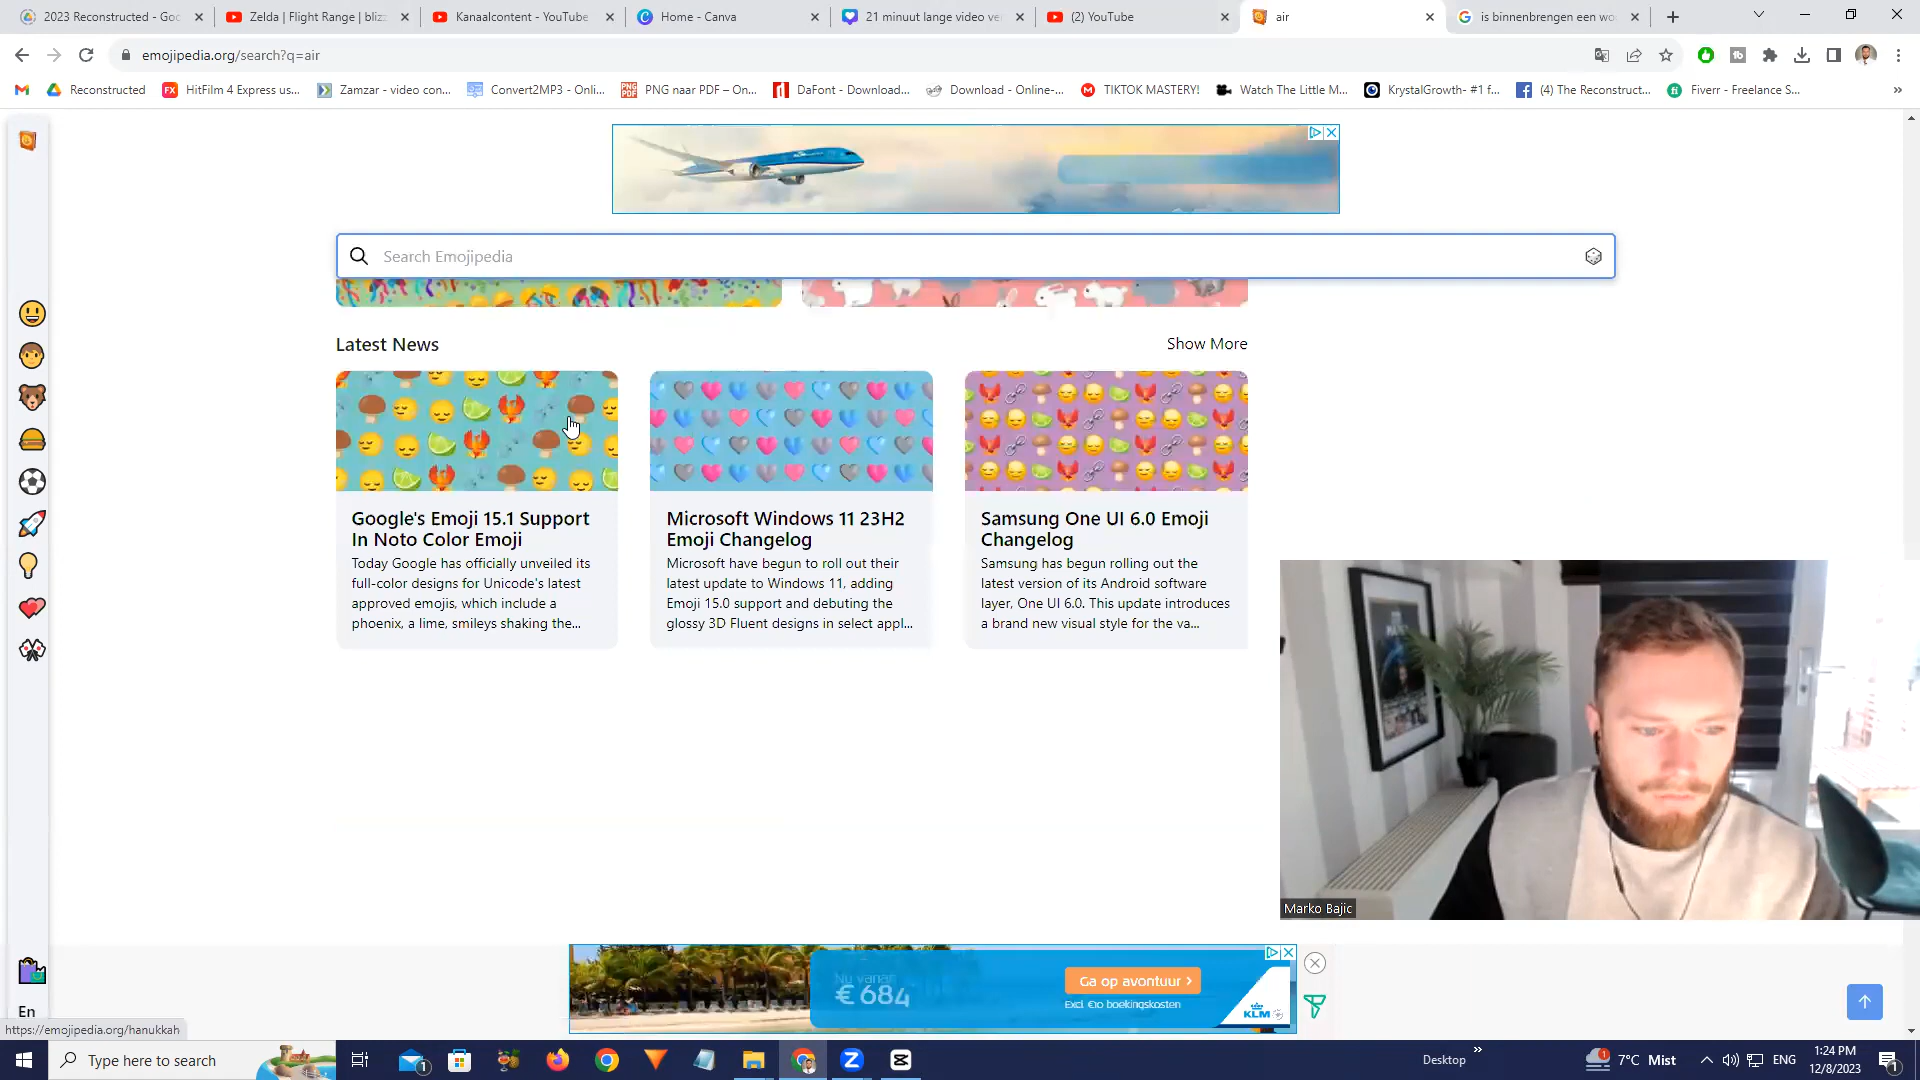 2023 Reconstructed - Goo
Zelda | Flight Range | bliz
Kanaalcontent - YouTube
Home - Canva
21 minuut lange video ve
(2) YouTube
air
is binnenbrengen een wo
emojipedia.org/search?q=air
Reconstructed
HitFilm 4 Express us...
Zamzar - video con...
Convert2MP3 - Onli...
PNG naar PDF – On...
DaFont - Download...
Download - Online-...
TIKTOK MASTERY!
Watch The Little M...
KrystalGrowth- #1 f...
(4) The Reconstruct...
Fiverr - Freelance S...
Search Emojipedia
Latest News
Show More
Google's Emoji 15.1 Support
In Noto Color Emoji
Today Google has officially unveiled its
full-color designs for Unicode's latest
approved emojis, which include a
phoenix, a lime, smileys shaking the...
Microsoft Windows 11 23H2
Emoji Changelog
Microsoft have begun to roll out their
latest update to Windows 11, adding
Emoji 15.0 support and debuting the
glossy 3D Fluent designs in select appl...
Samsung One UI 6.0 Emoji
Changelog
Samsung has begun rolling out the
latest version of its Android software
layer, One UI 6.0. This update introduces
a brand new visual style for the va...
Marko Bajic
Nu vanaf
€ 684
Ga op avontuur >
Excl. €10 boekingskosten
KLM
En
https://emojipedia.org/hanukkah
Type here to search
Desktop
7°C Mist
ENG
1:24 PM
12/8/2023